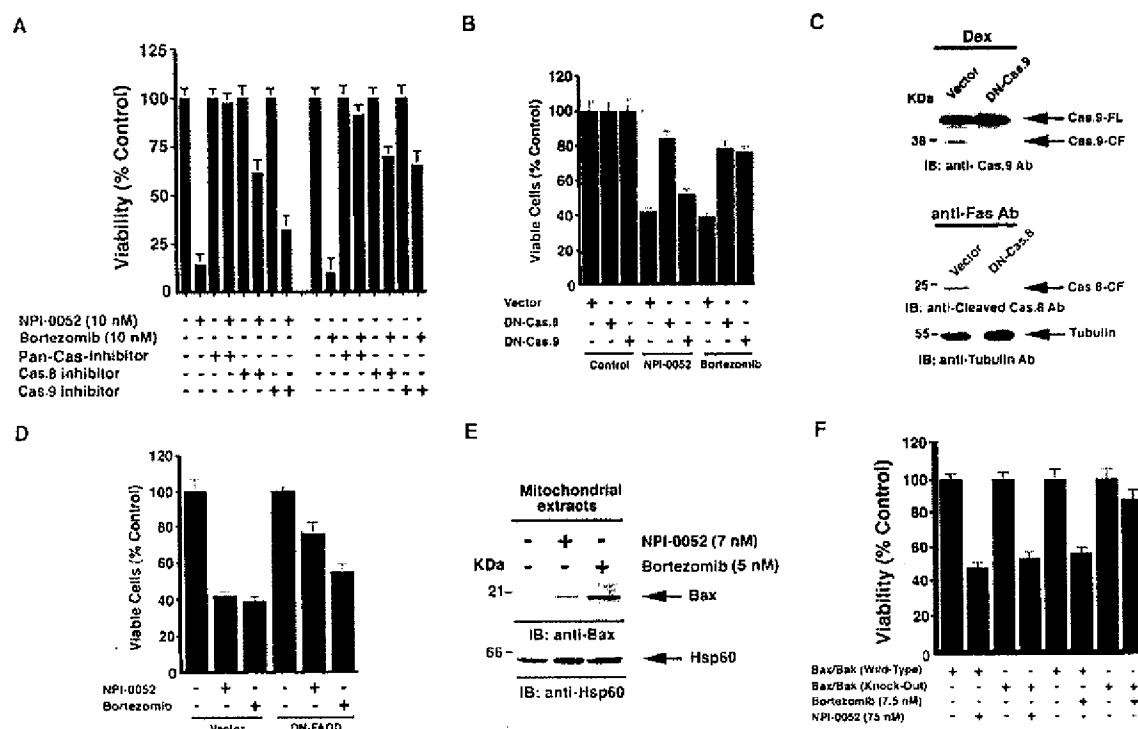 A
125
100
75
50
25
0
Viability (% Control)
NPI-0052 (10 nM) - + - + - + - + - - - - - - - -
Bortezomib (10 nM) - - - - - - - - - + - + - + - +
Pan-Cas-Inhibitor - - + + - - - - - - + + - - - -
Cas.8 inhibitor - - - - + + - - - - - - + + - -
Cas.9 inhibitor - - - - - - + + - - - - - - + +
B
120
100
80
60
40
20
0
Viable Cells (% Control)
Vector + - - + - - + - -
DN-Cas.8 - + - - + - - + -
DN-Cas.9 - - + - - + - - +
Control NPI-0052 Bortezomib
C
Dex
Vector DN-Cas.9
KDa
Cas.9-FL
38 Cas.9-CF
IB: anti- Cas.9 Ab
anti-Fas Ab
Vector DN-Cas.8
25 Cas 8-CF
IB: anti-Cleaved Cas.8 Ab
55 Tubulin
IB: anti-Tubulin Ab
D
120
100
80
60
40
20
0
Viable Cells (% Control)
NPI-0052 - + - - + -
Bortezomib - - + - - +
Vector DN-FADD
E
Mitochondrial
extracts
- + - NPI-0052 (7 nM)
KDa - - + Bortezomib (5 nM)
21 Bax
IB: anti-Bax
66 Hsp60
IB: anti-Hsp60
F
120
100
80
60
40
20
0
Viability (% Control)
Bax/Bak (Wild-Type) + + - - + + - -
Bax/Bak (Knock-Out) - - + + - - + +
Bortezomib (7.5 nM) - - - - - + - +
NPI-0052 (75 nM) - + - + - - - -